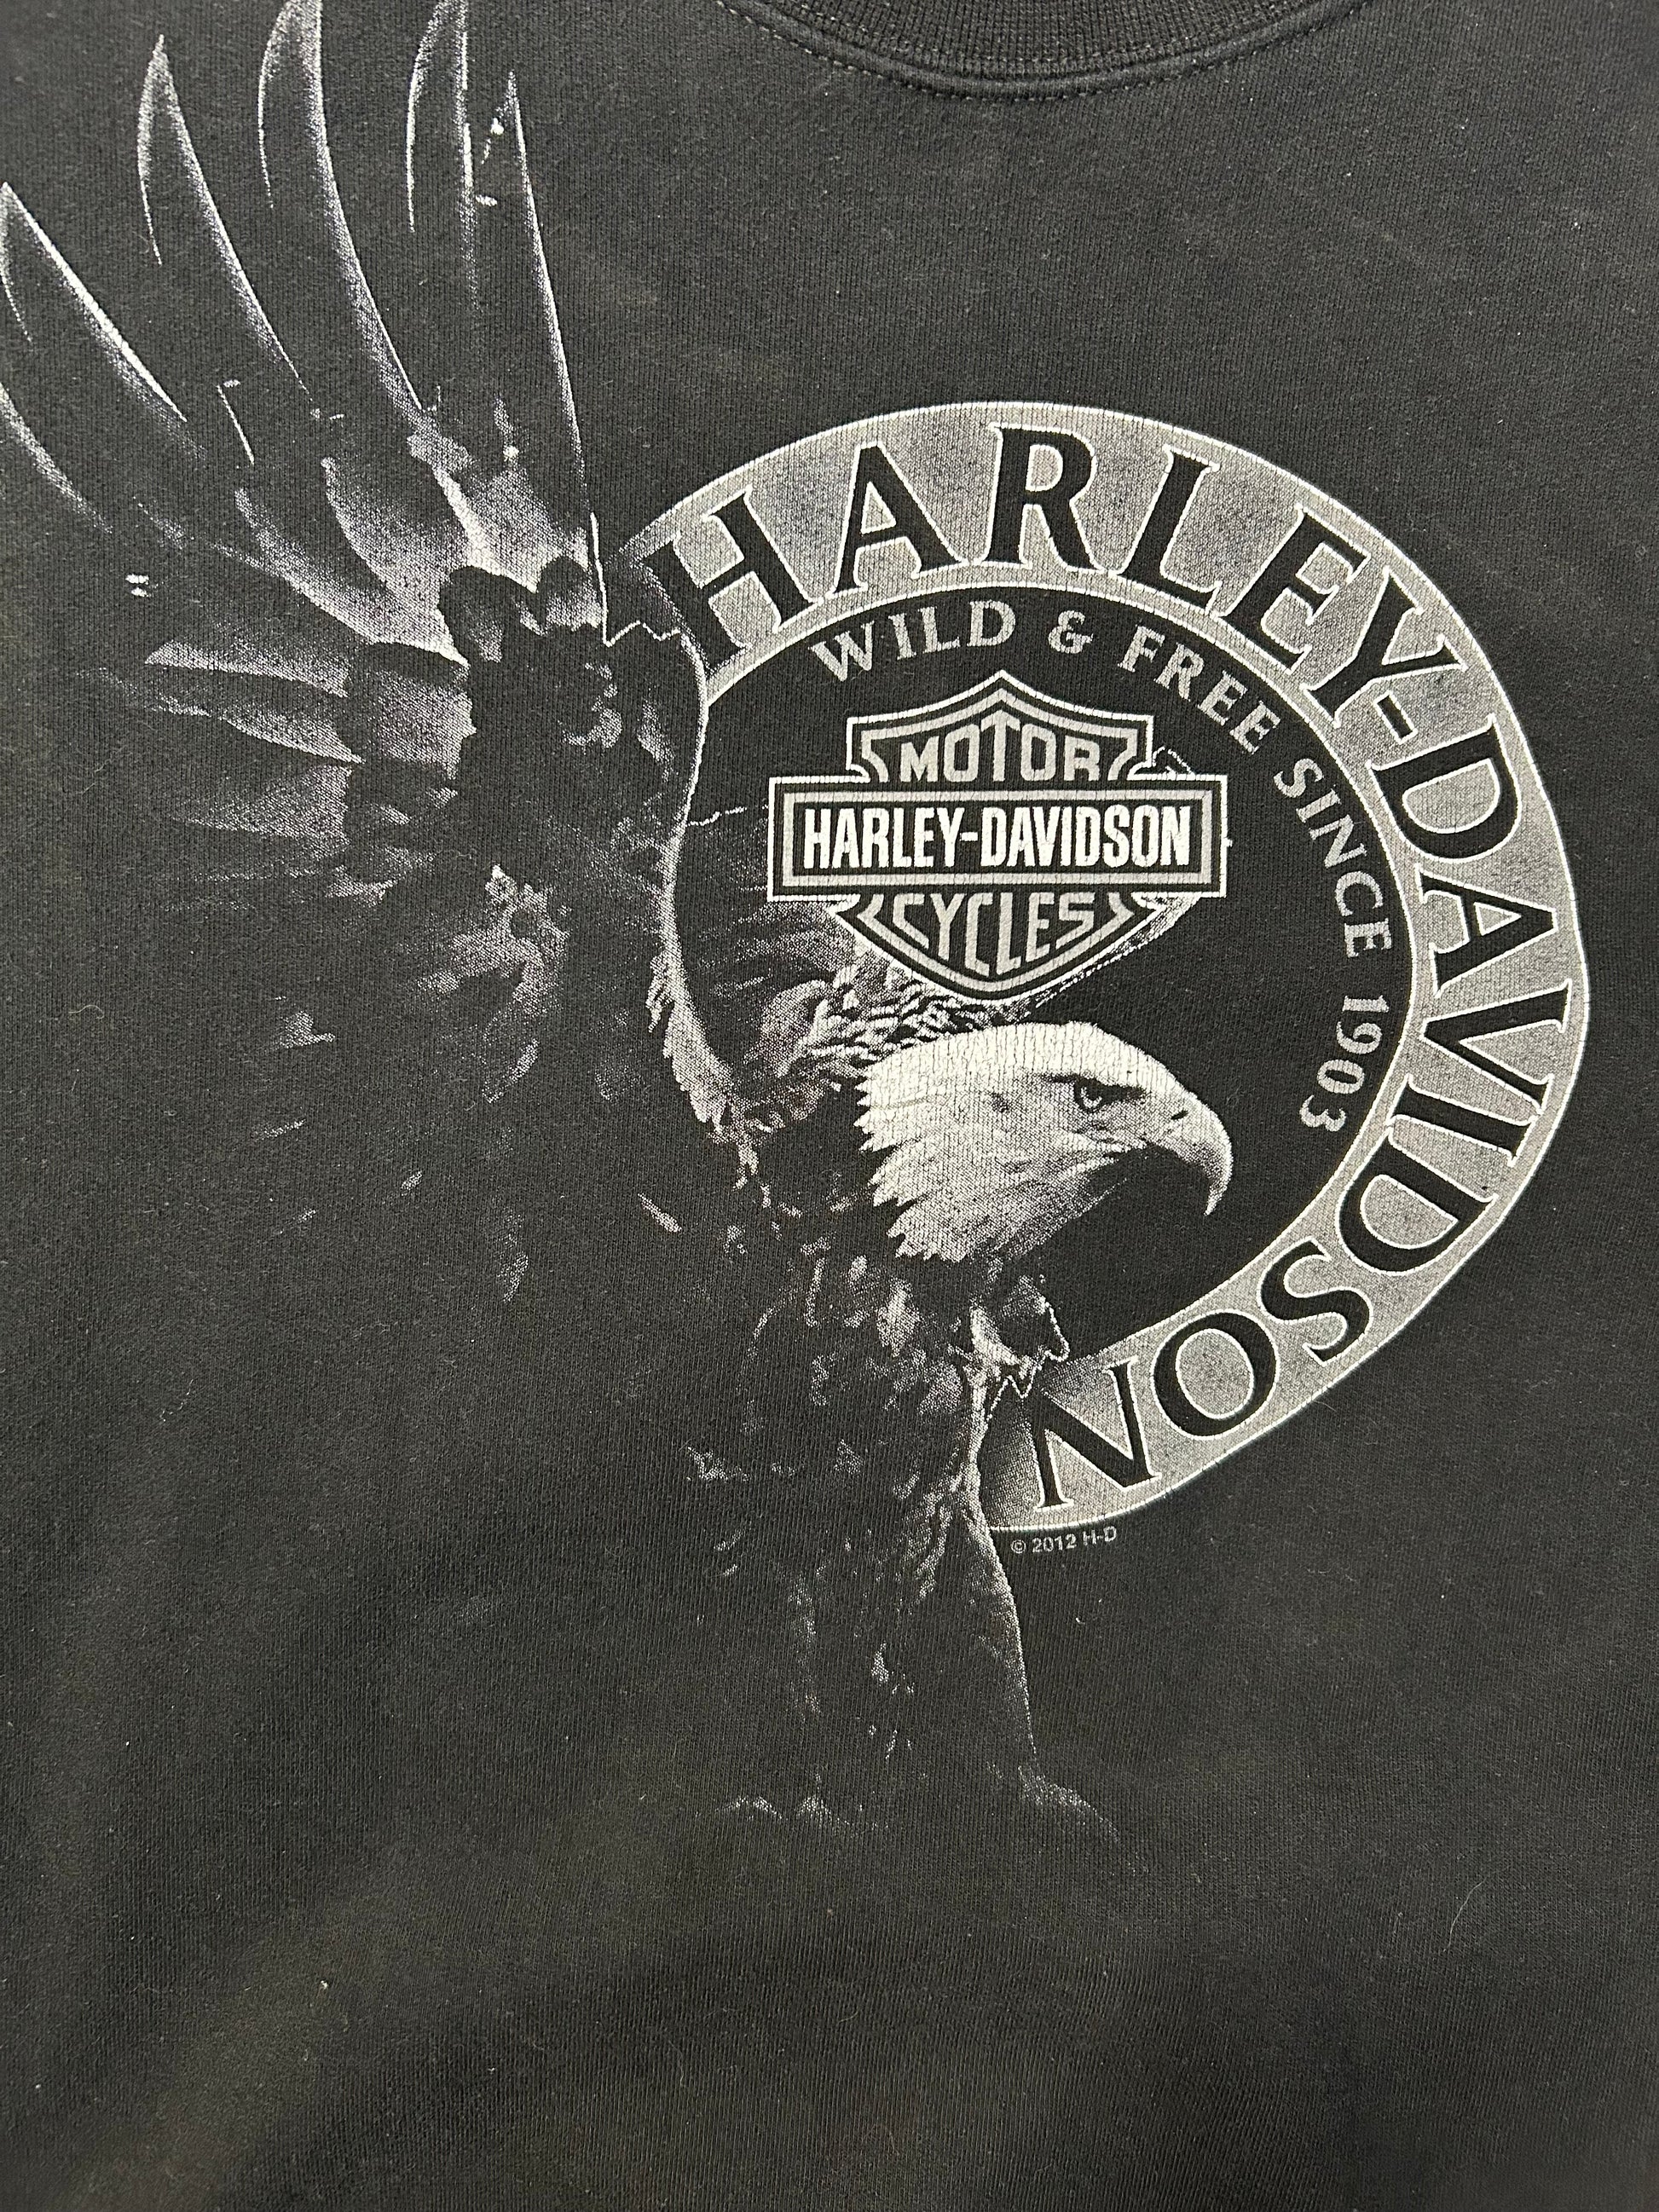 HARLEY-DAVIDSON
WILD & FREE SINCE 1903
MOTOR
HARLEY-DAVIDSON
CYCLES
© 2012 H-D